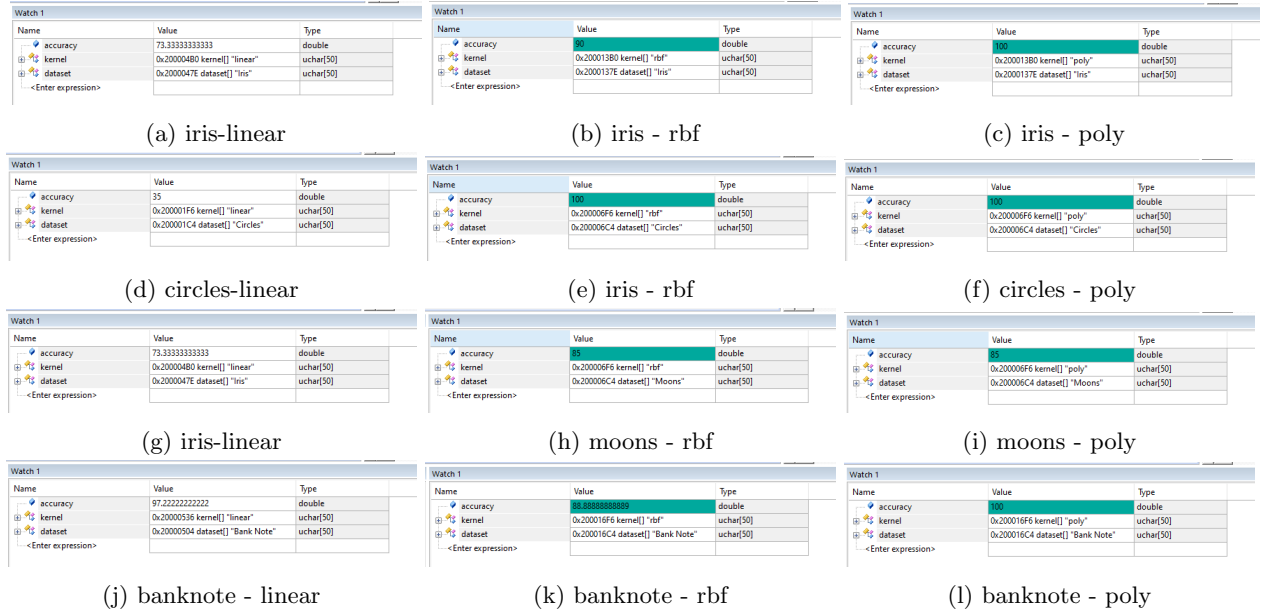 Watch 1
Name Value Type
accuracy 73.33333333333 double
kernel 0x200004B0 kernel[] "linear" uchar[50]
dataset 0x2000047E dataset[] "Iris" uchar[50]
<Enter expression>
(a) iris-linear
Watch 1
Name Value Type
accuracy 90 double
kernel 0x200013B0 kernel[] "rbf" uchar[50]
dataset 0x2000137E dataset[] "Iris" uchar[50]
<Enter expression>
(b) iris - rbf
Watch 1
Name Value Type
accuracy 100 double
kernel 0x200013B0 kernel[] "poly" uchar[50]
dataset 0x2000137E dataset[] "Iris" uchar[50]
<Enter expression>
(c) iris - poly
Watch 1
Name Value Type
accuracy 35 double
kernel 0x200001F6 kernel[] "linear" uchar[50]
dataset 0x200001C4 dataset[] "Circles" uchar[50]
<Enter expression>
(d) circles-linear
Watch 1
Name Value Type
accuracy 100 double
kernel 0x200006F6 kernel[] "rbf" uchar[50]
dataset 0x200006C4 dataset[] "Circles" uchar[50]
<Enter expression>
(e) iris - rbf
Watch 1
Name Value Type
accuracy 100 double
kernel 0x200006F6 kernel[] "poly" uchar[50]
dataset 0x200006C4 dataset[] "Circles" uchar[50]
<Enter expression>
(f) circles - poly
Watch 1
Name Value Type
accuracy 73.33333333333 double
kernel 0x200004B0 kernel[] "linear" uchar[50]
dataset 0x2000047E dataset[] "Iris" uchar[50]
<Enter expression>
(g) iris-linear
Watch 1
Name Value Type
accuracy 85 double
kernel 0x200006F6 kernel[] "rbf" uchar[50]
dataset 0x200006C4 dataset[] "Moons" uchar[50]
<Enter expression>
(h) moons - rbf
Watch 1
Name Value Type
accuracy 85 double
kernel 0x200006F6 kernel[] "poly" uchar[50]
dataset 0x200006C4 dataset[] "Moons" uchar[50]
<Enter expression>
(i) moons - poly
Watch 1
Name Value Type
accuracy 97.22222222222 double
kernel 0x20000536 kernel[] "linear" uchar[50]
dataset 0x20000504 dataset[] "Bank Note" uchar[50]
<Enter expression>
(j) banknote - linear
Watch 1
Name Value Type
accuracy 88.88888888889 double
kernel 0x200016F6 kernel[] "rbf" uchar[50]
dataset 0x200016C4 dataset[] "Bank Note" uchar[50]
<Enter expression>
(k) banknote - rbf
Watch 1
Name Value Type
accuracy 100 double
kernel 0x200016F6 kernel[] "poly" uchar[50]
dataset 0x200016C4 dataset[] "Bank Note" uchar[50]
<Enter expression>
(l) banknote - poly